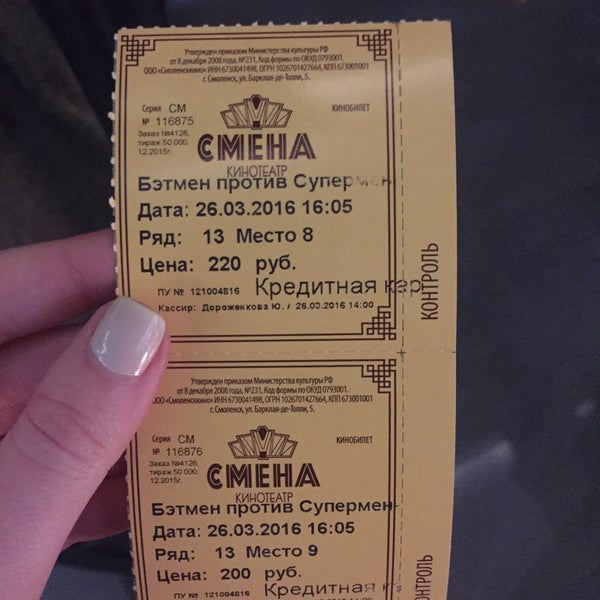 Утвержден приказом Министерства культуры РФ
от 8 декабря 2008 года, №231, Код формы по ОКУД 0793001.
ООО «Смоленсккино» ИНН 6730041498, ОГРН 1026701427664, КПП 673001001
г. Смоленск, ул. Барклая-де-Толли, 5.
Серия СМ
№ 116875
КИНОБИЛЕТ
Заказ №4126,
тираж 50 000.
12.2015г.
СМЕНА
КИНОТЕАТР
Бэтмен против Супермен
Дата: 26.03.2016 16:05
Ряд: 13 Место 8
Цена: 220 руб.
ПУ № 121004816 Кредитная кар
Кассир: Дороженкова Ю. / 26.03.2016 14:00
КОНТРОЛЬ
Утвержден приказом Министерства культуры РФ
от 8 декабря 2008 года, №231, Код формы по ОКУД 0793001.
ООО «Смоленсккино» ИНН 6730041498, ОГРН 1026701427664, КПП 673001001
г. Смоленск, ул. Барклая-де-Толли, 5.
Серия СМ
№ 116876
КИНОБИЛЕТ
Заказ №4126,
тираж 50 000.
12.2015г.
СМЕНА
КИНОТЕАТР
Бэтмен против Супермен
Дата: 26.03.2016 16:05
Ряд: 13 Место 9
Цена: 200 руб.
ПУ № 121004816 Кредитная ка
ОНТРОЛЬ